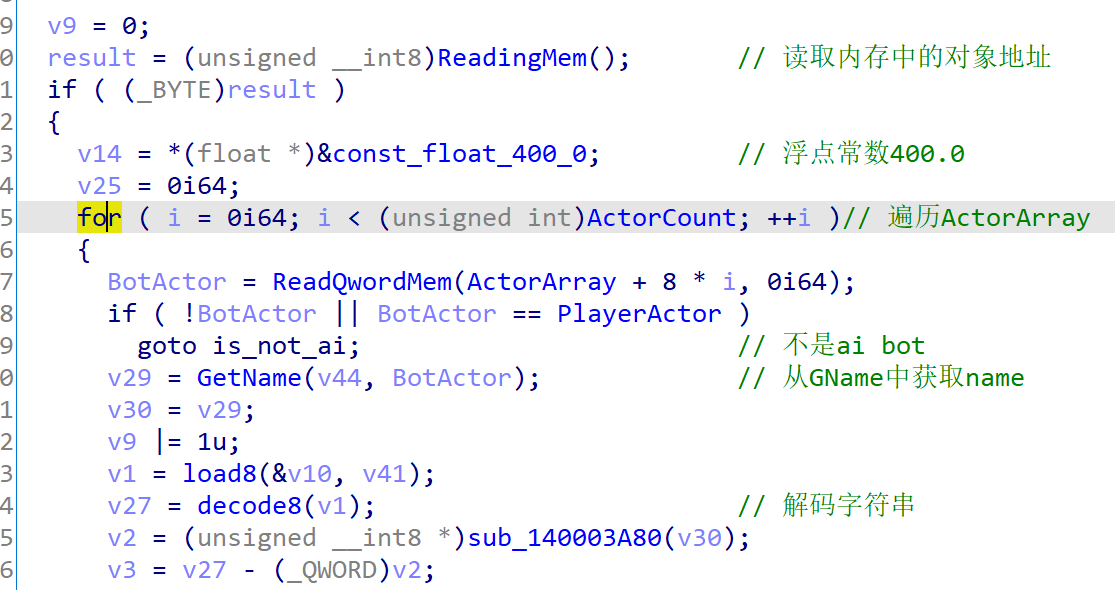 9 v9 = 0;
0 result = (unsigned __int8)ReadingMem(); // 读取内存中的对象地址
1 if ( (_BYTE)result )
2 {
3 v14 = *(float *)&const_float_400_0; // 浮点常数400.0
4 v25 = 0i64;
5 for ( i = 0i64; i < (unsigned int)ActorCount; ++i )// 遍历ActorArray
6 {
7 BotActor = ReadQwordMem(ActorArray + 8 * i, 0i64);
8 if ( !BotActor || BotActor == PlayerActor )
9 goto is_not_ai; // 不是ai bot
0 v29 = GetName(v44, BotActor); // 从GName中获取name
1 v30 = v29;
2 v9 |= 1u;
3 v1 = load8(&v10, v41);
4 v27 = decode8(v1); // 解码字符串
5 v2 = (unsigned __int8 *)sub_140003A80(v30);
6 v3 = v27 - (_QWORD)v2;